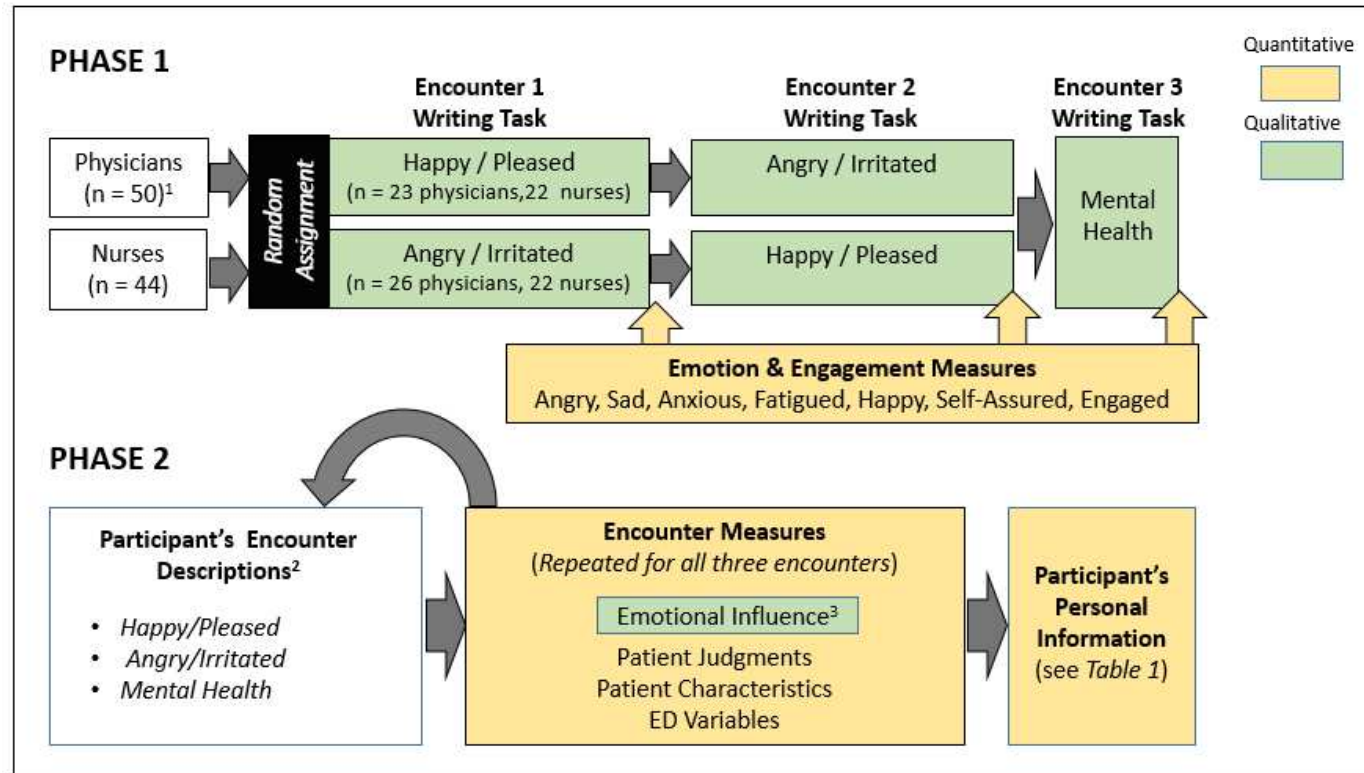 PHASE 1
Quantitative
Qualitative
Encounter 1
Writing Task
Encounter 2
Writing Task
Encounter 3
Writing Task
Physicians
(n = 50)¹
Nurses
(n = 44)
Random
Assignment
Happy / Pleased
(n = 23 physicians,22 nurses)
Angry / Irritated
(n = 26 physicians, 22 nurses)
Angry / Irritated
Happy / Pleased
Mental
Health
Emotion & Engagement Measures
Angry, Sad, Anxious, Fatigued, Happy, Self-Assured, Engaged
PHASE 2
Participant's Encounter
Descriptions²
• Happy/Pleased
• Angry/Irritated
• Mental Health
Encounter Measures
(Repeated for all three encounters)
Emotional Influence³
Patient Judgments
Patient Characteristics
ED Variables
Participant's
Personal
Information
(see Table 1)